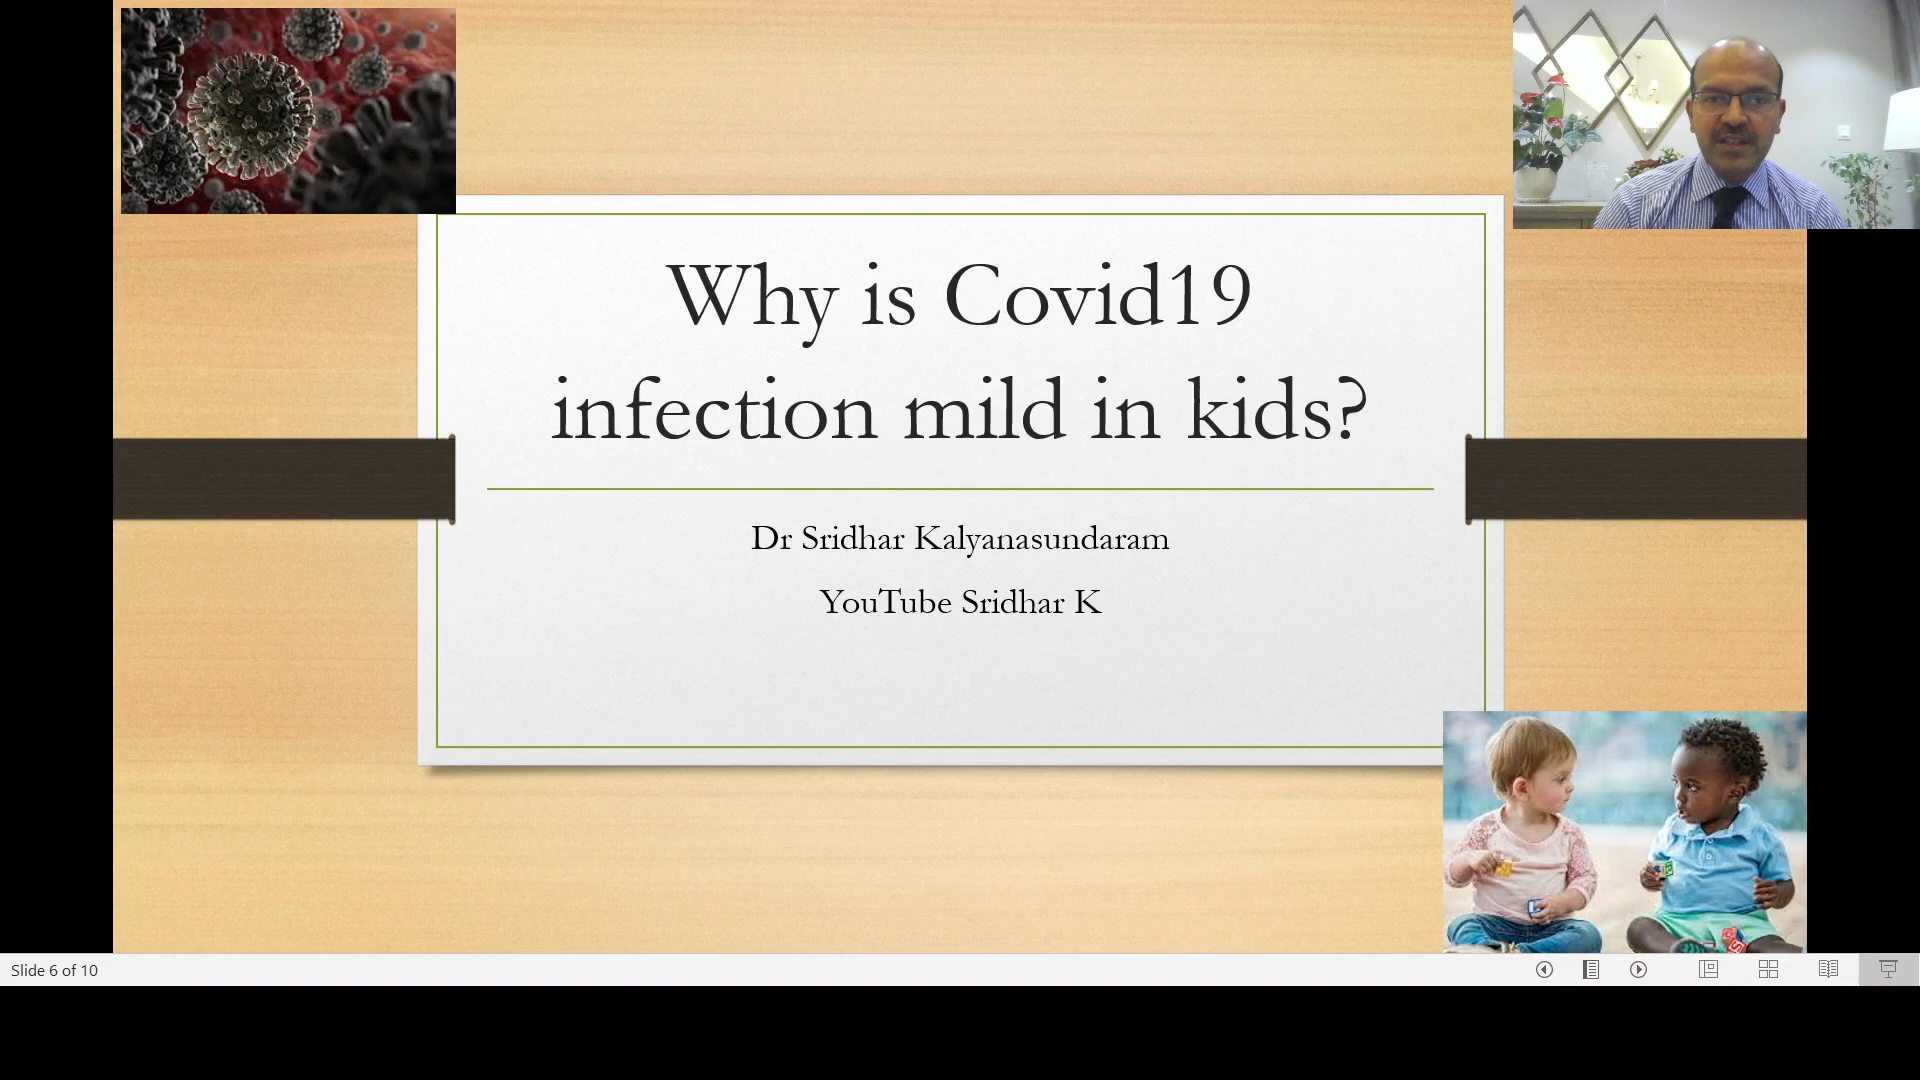 Why is Covid19
infection mild in kids?
Dr Sridhar Kalyanasundaram
YouTube Sridhar K
Slide 6 of 10